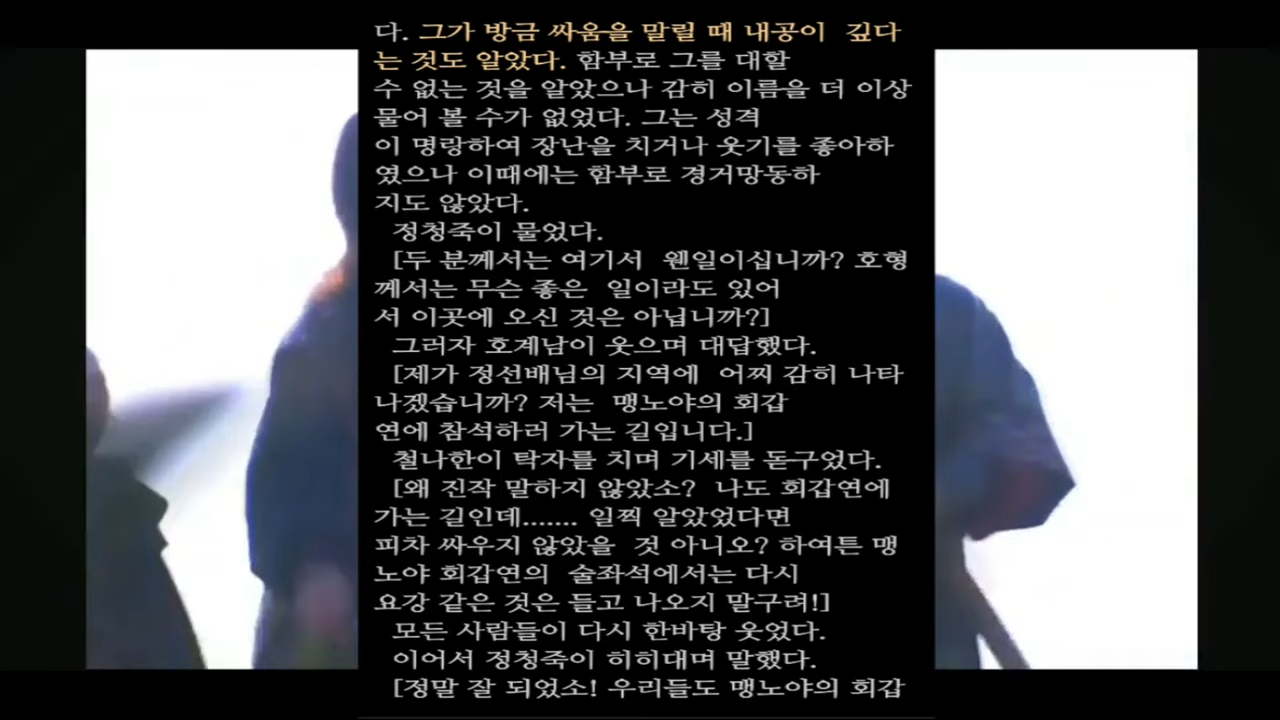 다. 그가 방금 싸움을 말릴 때 내공이  깊다
는 것도 알았다. 함부로 그를 대할
수 없는 것을 알았으나 감히 이름을 더 이상
물어 볼 수가 없었다. 그는 성격
이 명랑하여 장난을 치거나 웃기를 좋아하
였으나 이때에는 함부로 경거망동하
지도 않았다.
정청죽이 물었다.
[두 분께서는 여기서  웬일이십니까? 호형
께서는 무슨 좋은  일이라도 있어
서 이곳에 오신 것은 아닙니까?]
그러자 호계남이 웃으며 대답했다.
[제가 정선배님의 지역에  어찌 감히 나타
나겠습니까? 저는  맹노야의 회갑
연에 참석하러 가는 길입니다.]
철나한이 탁자를 치며 기세를 돋구었다.
[왜 진작 말하지 않았소?  나도 회갑연에
가는 길인데....... 일찍 알았었다면
피차 싸우지 않았을  것 아니오? 하여튼 맹
노야 회갑연의  술좌석에서는 다시
요강 같은 것은 들고 나오지 말구려!]
모든 사람들이 다시 한바탕 웃었다.
이어서 정청죽이 히히대며 말했다.
[정말 잘 되었소! 우리들도 맹노야의 회갑